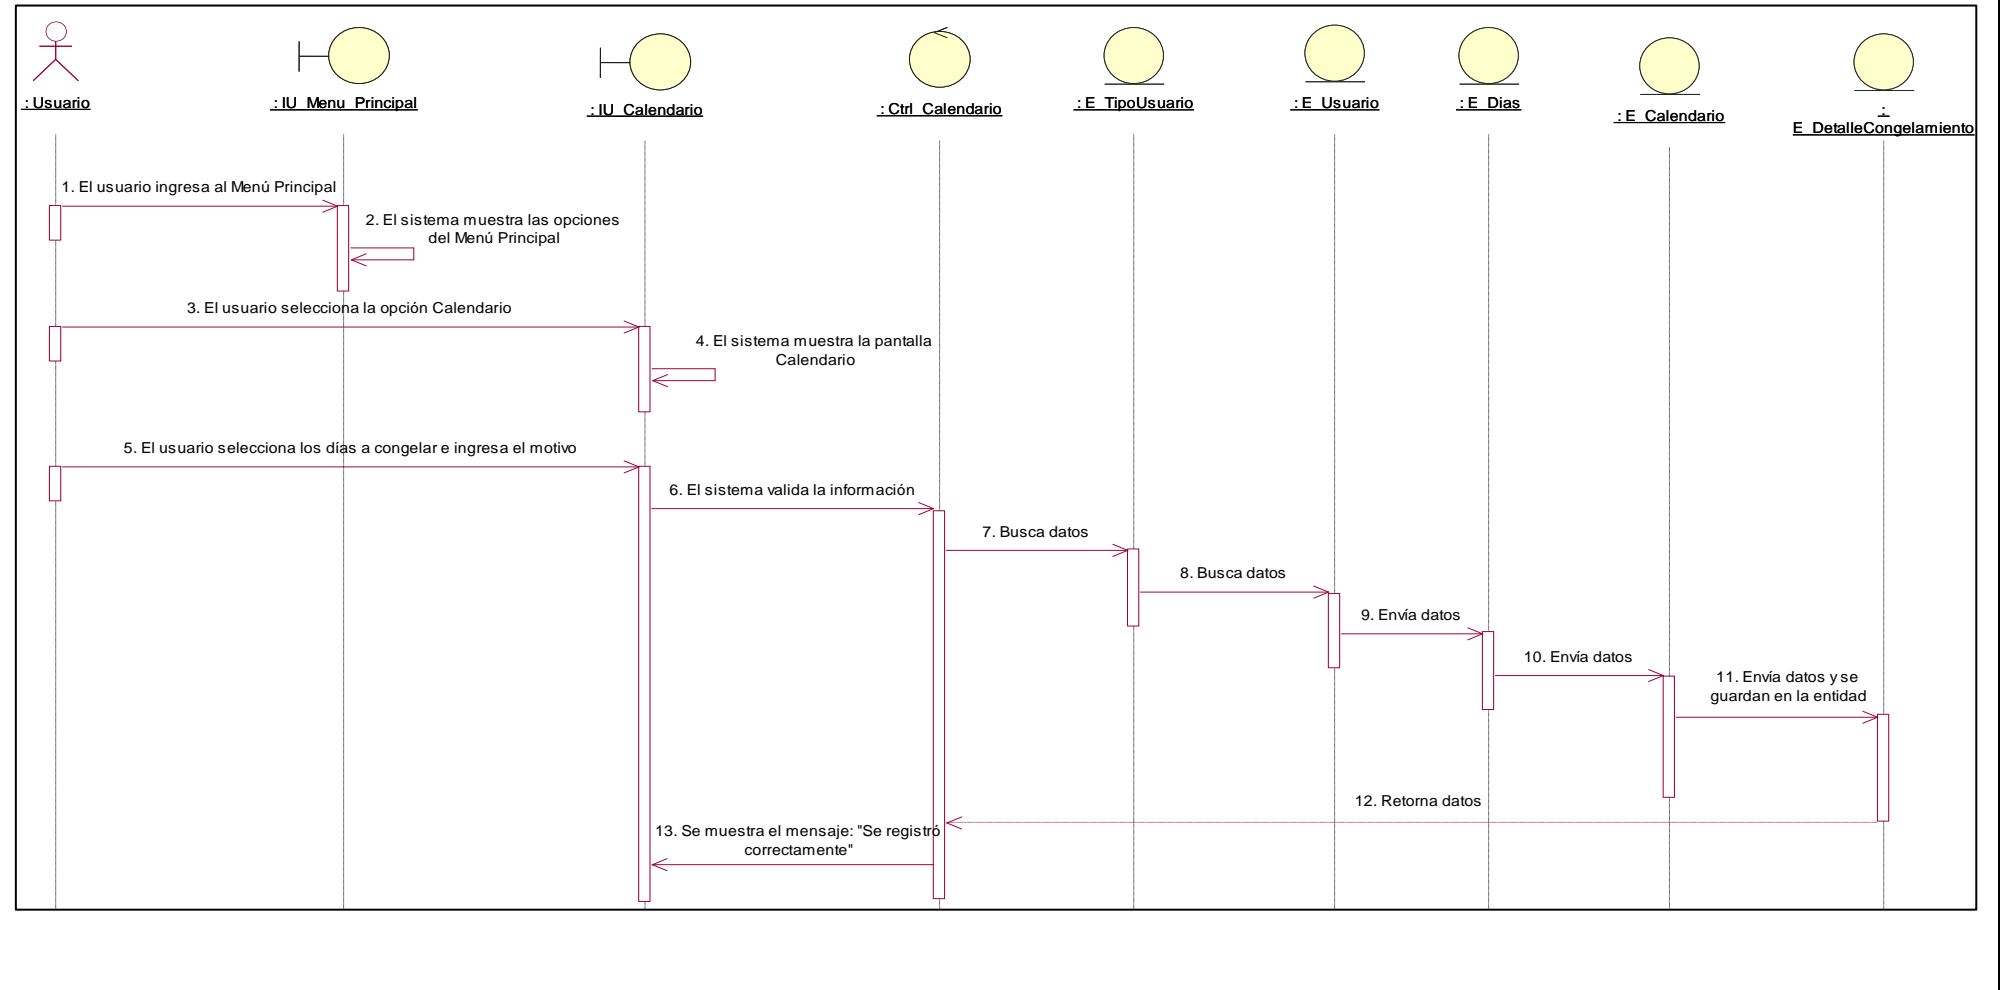 : Usuario
: IU_Menu_Principal
: IU_Calendario
: Ctrl_Calendario
: E_TipoUsuario
: E_Usuario
: E_Dias
: E_Calendario
:
E_DetalleCongelamiento
1. El usuario ingresa al Menú Principal
2. El sistema muestra las opciones
del Menú Principal
3. El usuario selecciona la opción Calendario
4. El sistema muestra la pantalla
Calendario
5. El usuario selecciona los días a congelar e ingresa el motivo
6. El sistema valida la información
7. Busca datos
8. Busca datos
9. Envía datos
10. Envía datos
11. Envía datos y se
guardan en la entidad
12. Retorna datos
13. Se muestra el mensaje: "Se registró
correctamente"